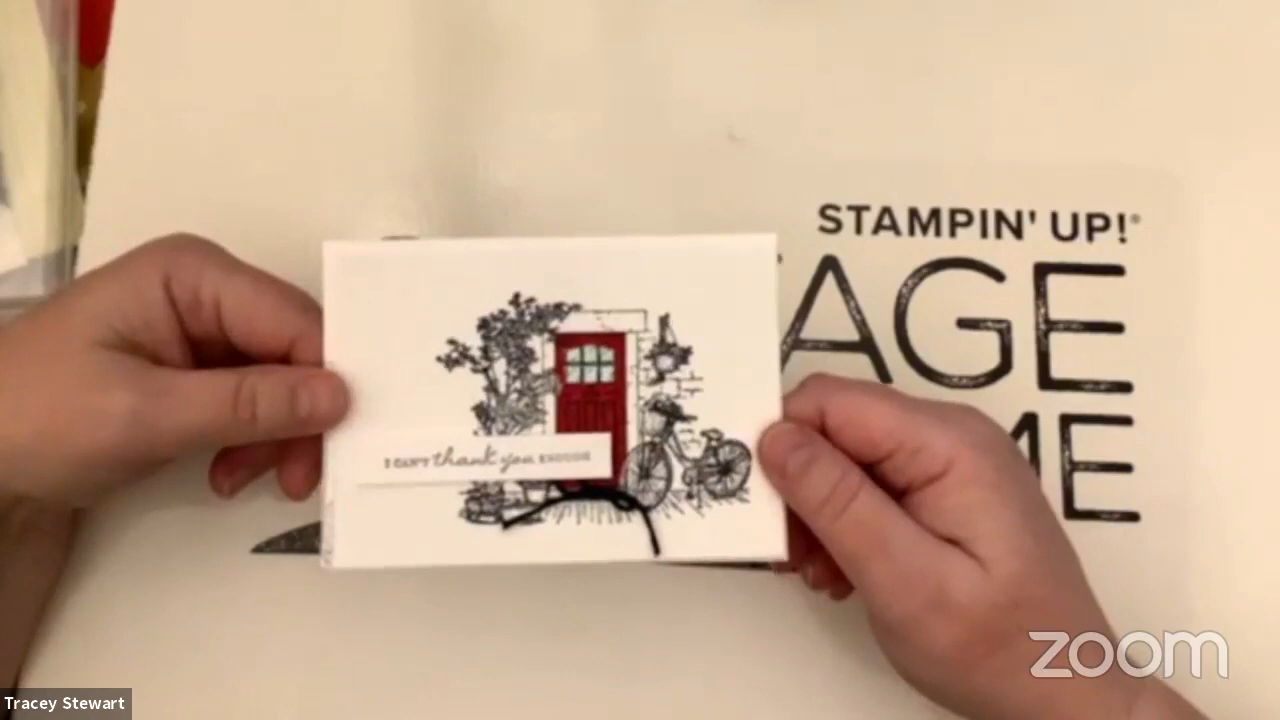 STAMPIN' UP!®
AGE
ME
I CAN'T thank you ENOUGH
zoom
Tracey Stewart